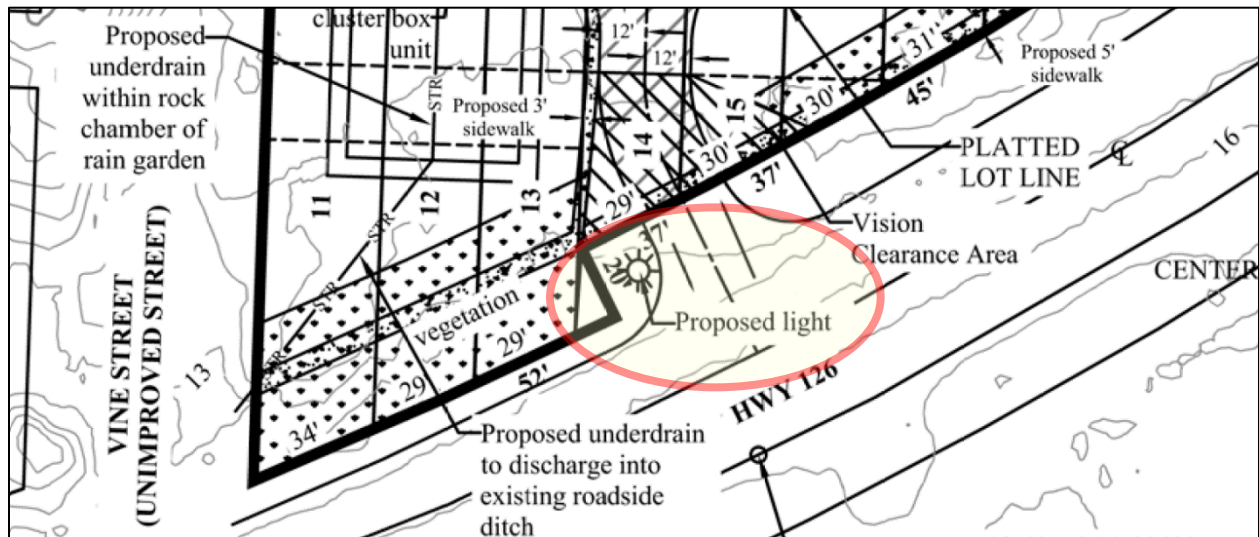 cluster box
unit
Proposed
underdrain
within rock
chamber of
rain garden
STR
Proposed 3'
sidewalk
12'
12'
31'
Proposed 5'
sidewalk
45'
30'
15
14
30'
37'
PLATTED
LOT LINE
CL
16
11
12
13
29'
STR
Vision
Clearance Area
CENTER
37'
20'
Proposed light
vegetation
STR
29'
52'
HWY 126
29'
34'
13
VINE STREET
(UNIMPROVED STREET)
Proposed underdrain
to discharge into
existing roadside
ditch